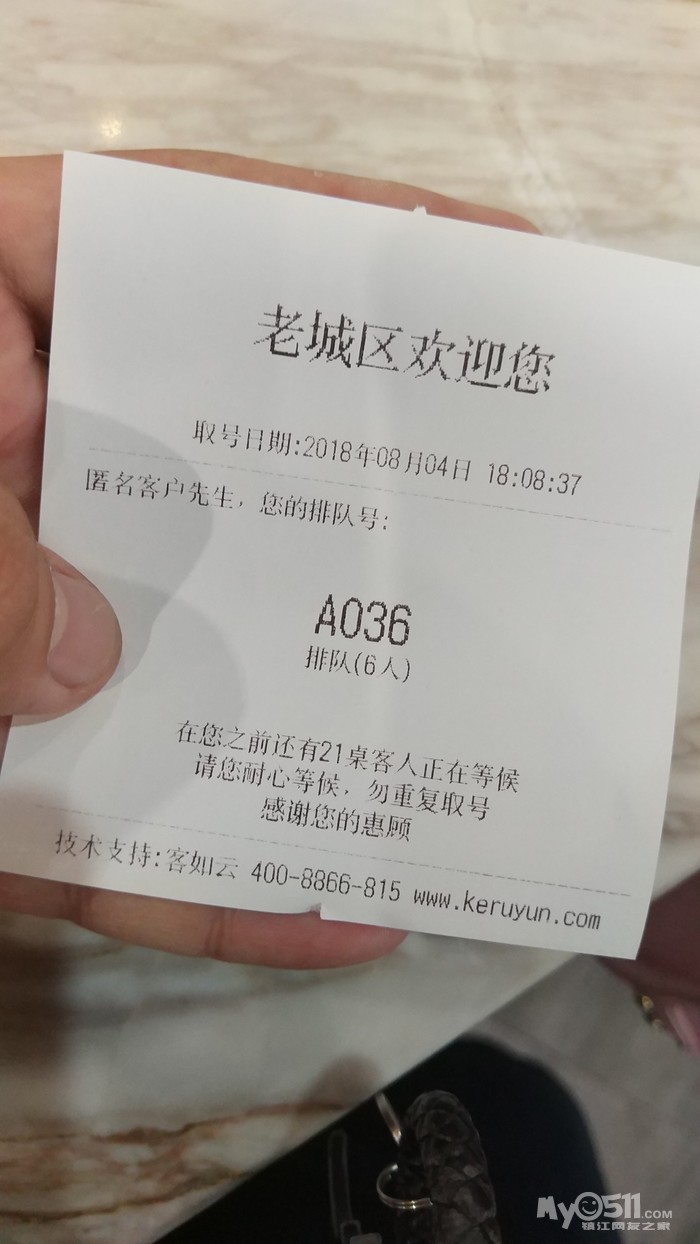 老城区欢迎您
取号日期:2018年08月04日 18:08:37
匿名客户先生，您的排队号:
A036
排队(6人)
在您之前还有21桌客人正在等候
请您耐心等候，勿重复取号
感谢您的惠顾
技术支持:客如云 400-8866-815 www.keruyun.com
My0511.COM
镇江网友之家